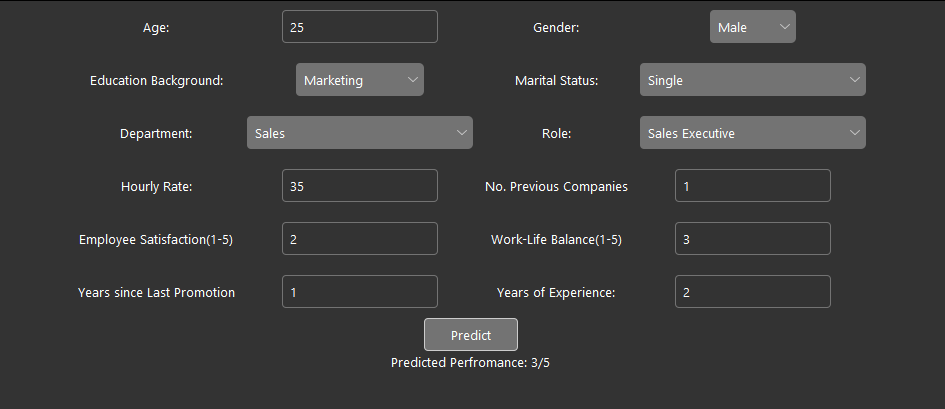 Age: 25 Gender: Male
Education Background: Marketing Marital Status: Single
Department: Sales Role: Sales Executive
Hourly Rate: 35 No. Previous Companies 1
Employee Satisfaction(1-5) 2 Work-Life Balance(1-5) 3
Years since Last Promotion 1 Years of Experience: 2
Predict
Predicted Perfromance: 3/5